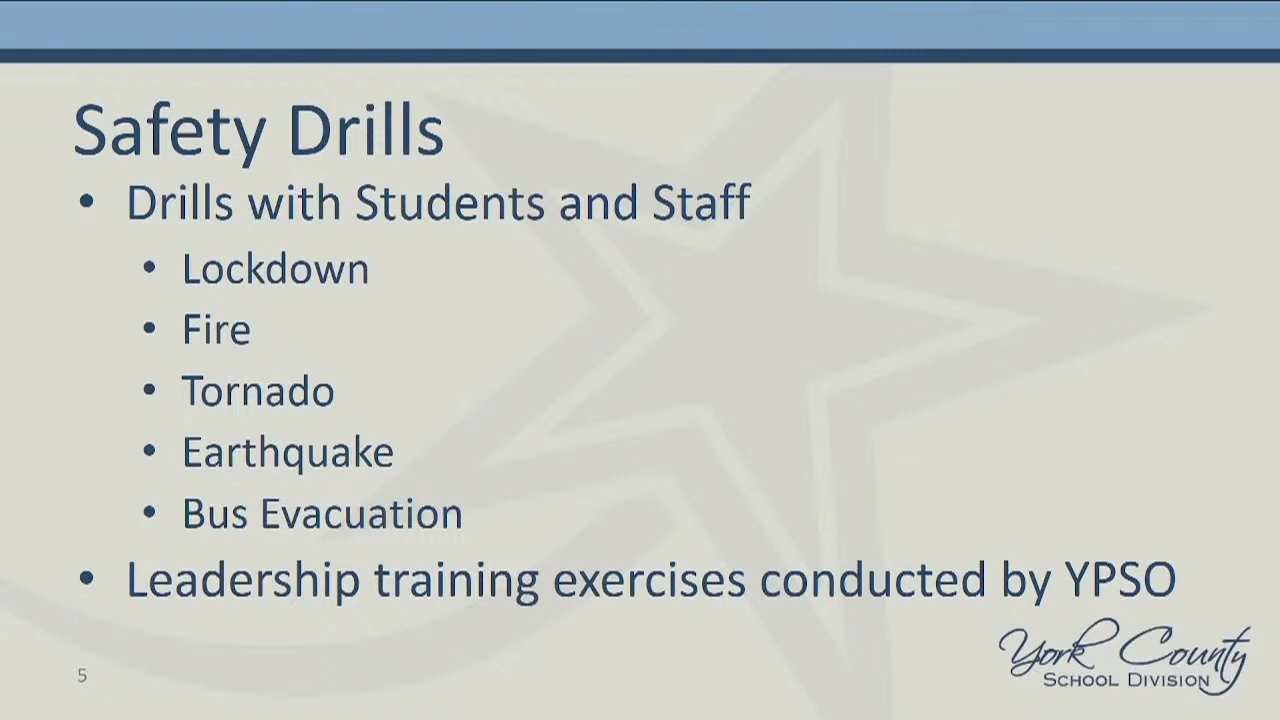 Safety Drills
• Drills with Students and Staff
• Lockdown
• Fire
• Tornado
• Earthquake
• Bus Evacuation
• Leadership training exercises conducted by YPSO
5
York County
School Division